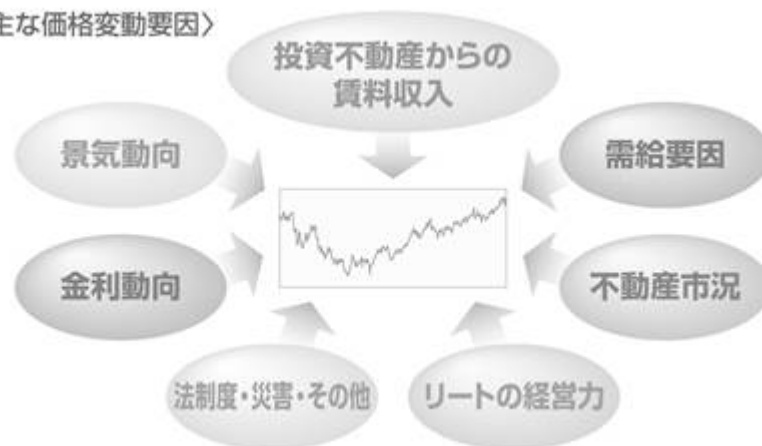 主な価格変動要因〉
投資不動産からの
賃料収入
景気動向
需給要因
金利動向
不動産市況
法制度・災害・その他
リートの経営力